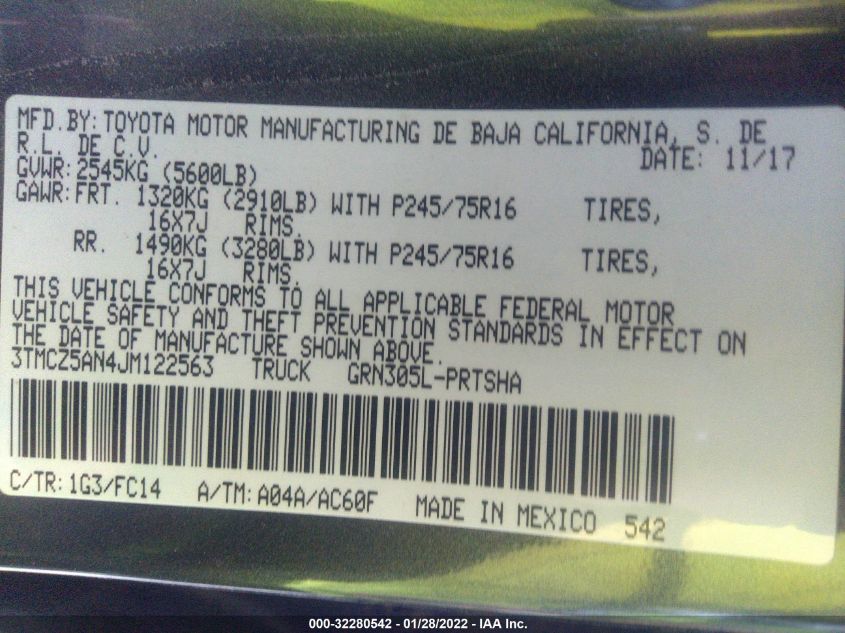 MFD.BY: TOYOTA MOTOR MANUFACTURING DE BAJA CALIFORNIA, S. DE
R.L. DE C.V. DATE: 11/17
GVWR: 2545KG (5600LB)
GAWR: FRT. 1320KG (2910LB) WITH P245/75R16 TIRES,
16X7J RIMS.
RR. 1490KG (3280LB) WITH P245/75R16 TIRES,
16X7J RIMS.
THIS VEHICLE CONFORMS TO ALL APPLICABLE FEDERAL MOTOR
VEHICLE SAFETY AND THEFT PREVENTION STANDARDS IN EFFECT ON
THE DATE OF MANUFACTURE SHOWN ABOVE.
3TMCZ5AN4JM122563 TRUCK GRN305L-PRTSHA
C/TR: 1G3/FC14 A/TM: A04A/AC60F MADE IN MEXICO 542
000-32280542 - 01/28/2022 - IAA Inc.